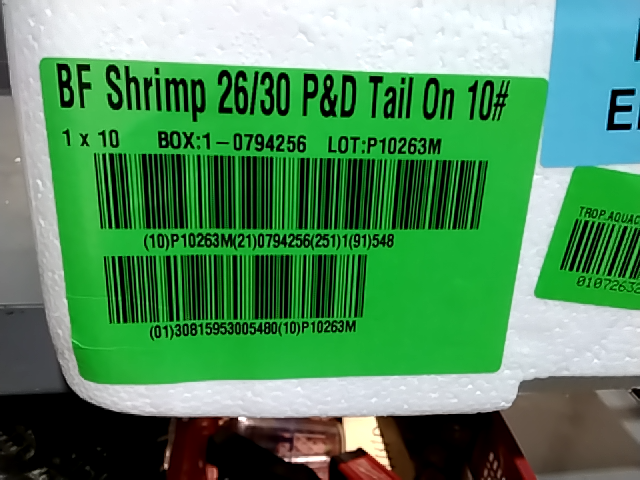 BF Shrimp 26/30 P&D Tail On 10#
1 x 10 BOX:1-0794256 LOT:P10263M
(10)P10263M(21)0794256(251)1(91)548
(01)30815953005480(10)P10263M
TROP.AQUAC